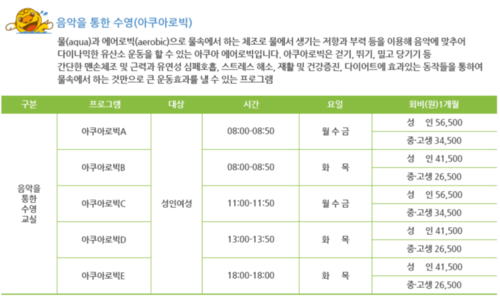 음악을 통한 수영(아쿠아로빅)
물(aqua)과 에어로빅(aerobic)으로 물속에서 하는 체조로 물에서 생기는 저항과 부력 등을 이용해 음악에 맞추어
다이나믹한 유산소 운동을 할 수 있는 아쿠아 에어로빅입니다. 아쿠아로빅은 걷기, 뛰기, 밀고 당기기 등
간단한 맨손체조 및 근력과 유연성 심폐호흡, 스트레스 해소, 재활 및 건강증진, 다이어트에 효과있는 동작들을 통하여
물속에서 하는 것만으로 큰 운동효과를 낼 수 있는 프로그램
구분 프로그램 대상 시간 요일 회비(원)1개월
음악을
통한
수영
교실
성인여성
아쿠아로빅A 08:00-08:50 월 수 금
성 인 56,500
중·고생 34,500
아쿠아로빅B 08:00-08:50 화 목
성 인 41,500
중·고생 26,500
아쿠아로빅C 11:00-11:50 월 수 금
성 인 56,500
중·고생 34,500
아쿠아로빅D 13:00-13:50 화 목
성 인 41,500
중·고생 26,500
아쿠아로빅E 18:00-18:00 화 목
성 인 41,500
중·고생 26,500